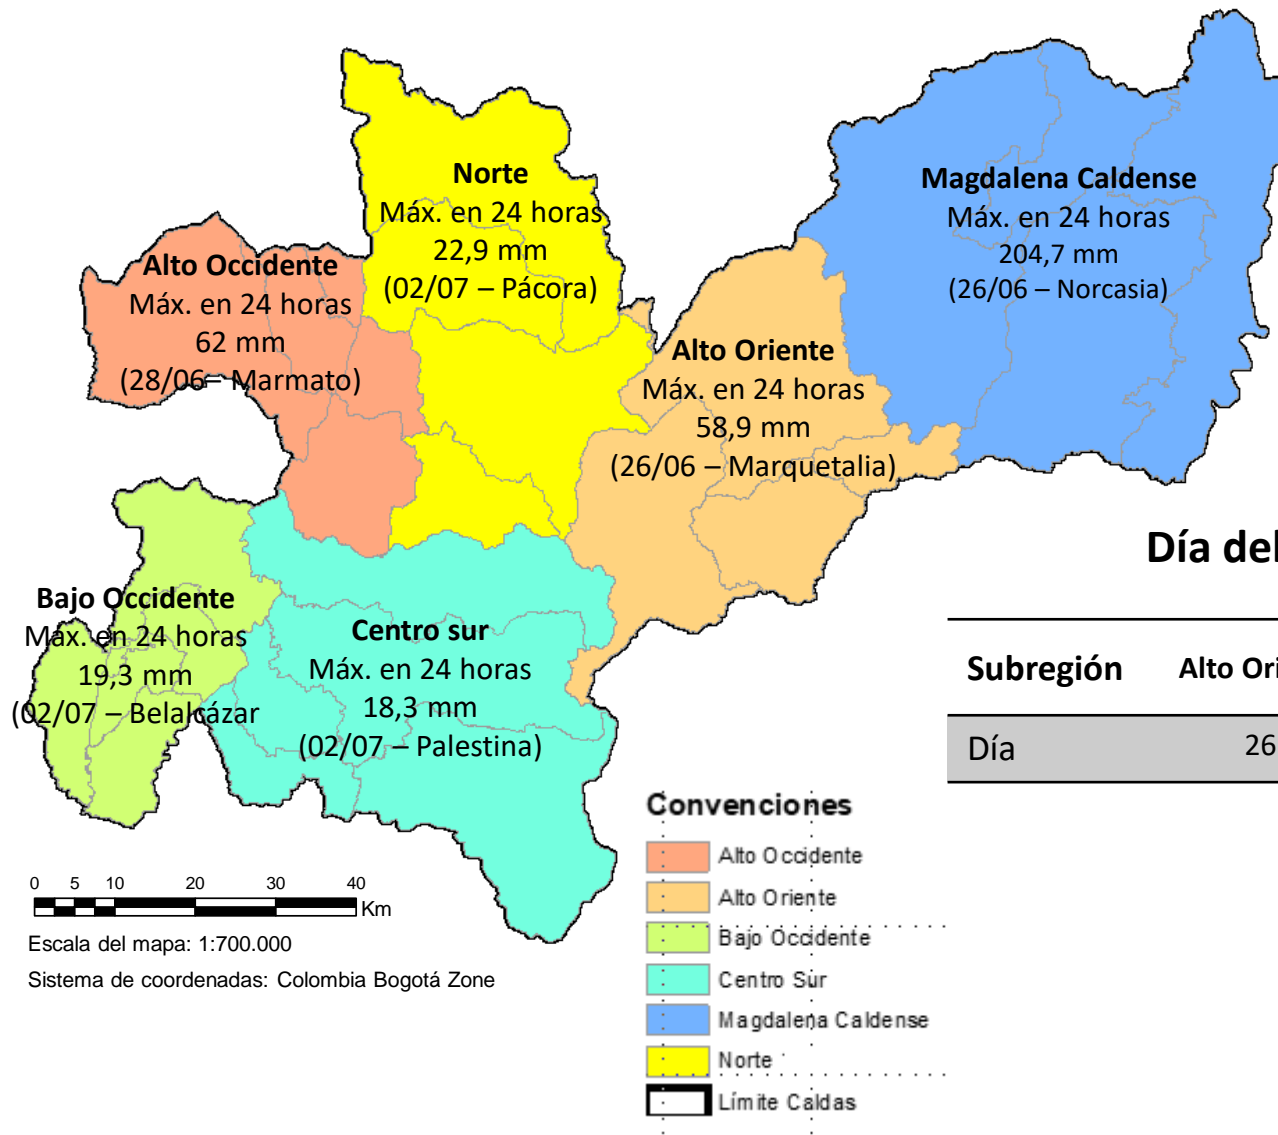 Norte
Máx. en 24 horas
22,9 mm
(02/07 – Pácora)
Magdalena Caldense
Máx. en 24 horas
204,7 mm
(26/06 – Norcasia)
Alto Occidente
Máx. en 24 horas
62 mm
(28/06– Marmato)
Alto Oriente
Máx. en 24 horas
58,9 mm
(26/06 – Marquetalia)
Bajo Occidente
Máx. en 24 horas
19,3 mm
(02/07 – Belalcázar
Centro sur
Máx. en 24 horas
18,3 mm
(02/07 – Palestina)
Día del
Subregión Alto Ori
Día 26
Convenciones
Alto Occidente
Alto Oriente
Bajo Occidente
Centro Sur
Magdalena Caldense
Norte
Límite Caldas
0 5 10 20 30 40
Km
Escala del mapa: 1:700.000
Sistema de coordenadas: Colombia Bogotá Zone